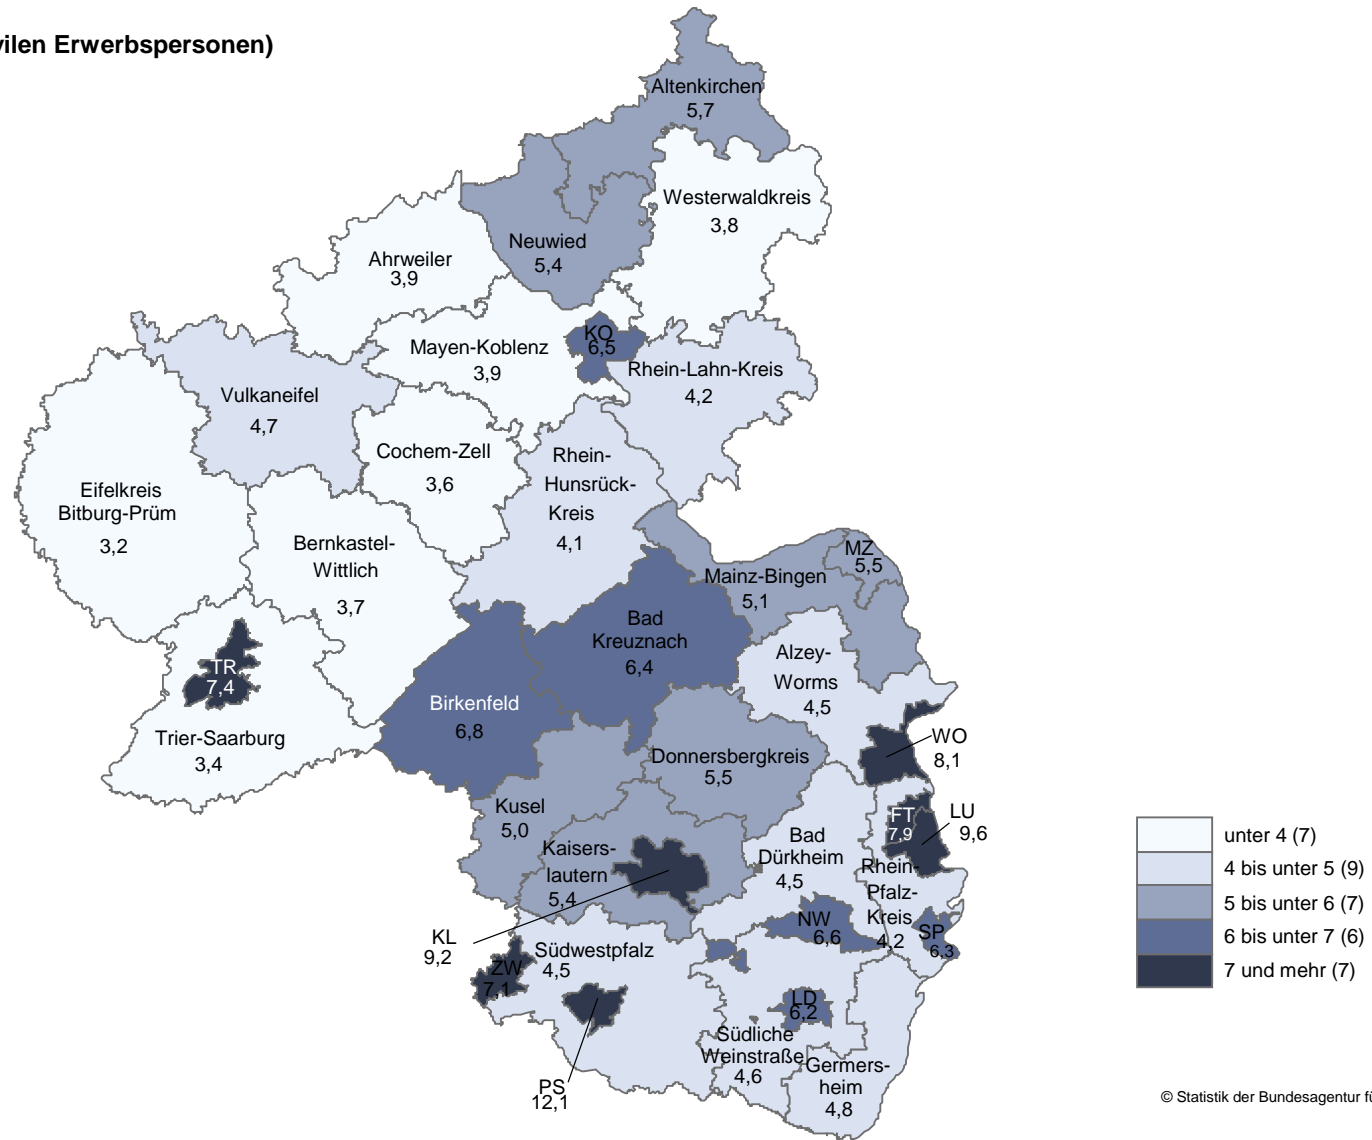 vilen Erwerbspersonen)
Altenkirchen
5,7
Westerwaldkreis
3,8
Neuwied
5,4
Ahrweiler
3,9
KO
6,5
Mayen-Koblenz
3,9
Rhein-Lahn-Kreis
4,2
Vulkaneifel
4,7
Cochem-Zell
3,6
Rhein-
Hunsrück-
Kreis
4,1
Eifelkreis
Bitburg-Prüm
3,2
Bernkastel-
Wittlich
3,7
MZ
5,5
Mainz-Bingen
5,1
Bad
Kreuznach
6,4
Alzey-
Worms
4,5
TR
7,4
Trier-Saarburg
3,4
Birkenfeld
6,8
Donnersbergkreis
5,5
WO
8,1
Kusel
5,0
FT
7,9
LU
9,6
Kaisers-
lautern
5,4
Bad
Dürkheim
4,5
Rhein-
Pfalz-
Kreis
4,2
NW
6,6
SP
6,3
KL
9,2
Südwestpfalz
4,5
ZW
7,1
LD
6,2
Südliche
Weinstraße
4,6
Germers-
heim
4,8
PS
12,1
unter 4 (7)
4 bis unter 5 (9)
5 bis unter 6 (7)
6 bis unter 7 (6)
7 und mehr (7)
© Statistik der Bundesagentur fü